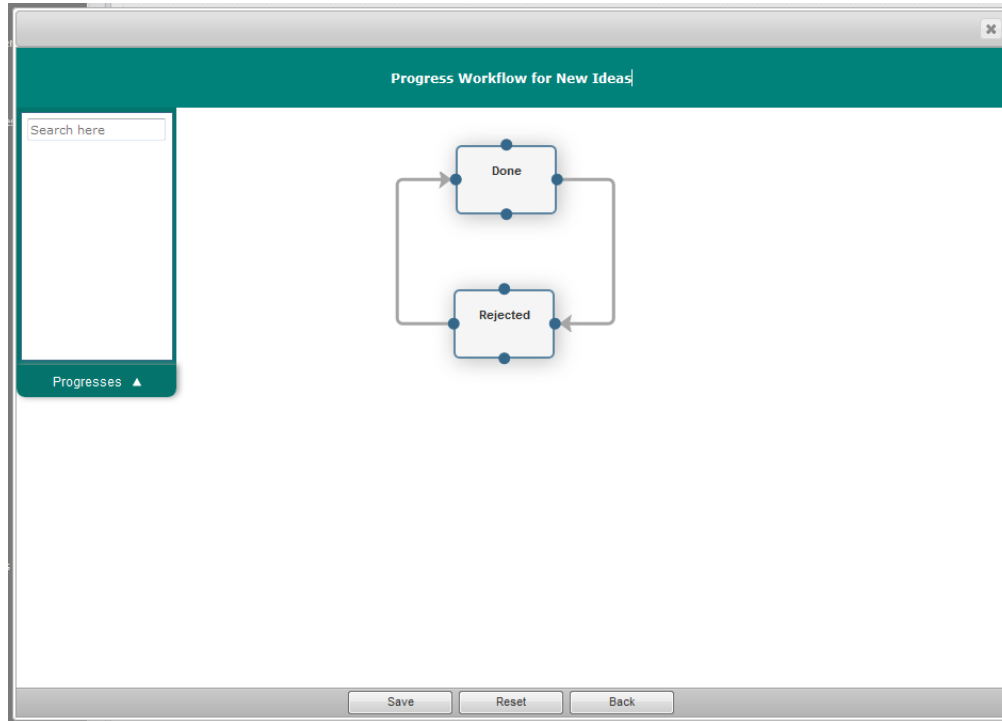 Progress Workflow for New Ideas
Search here
Done
Rejected
Progresses ▲
Save
Reset
Back